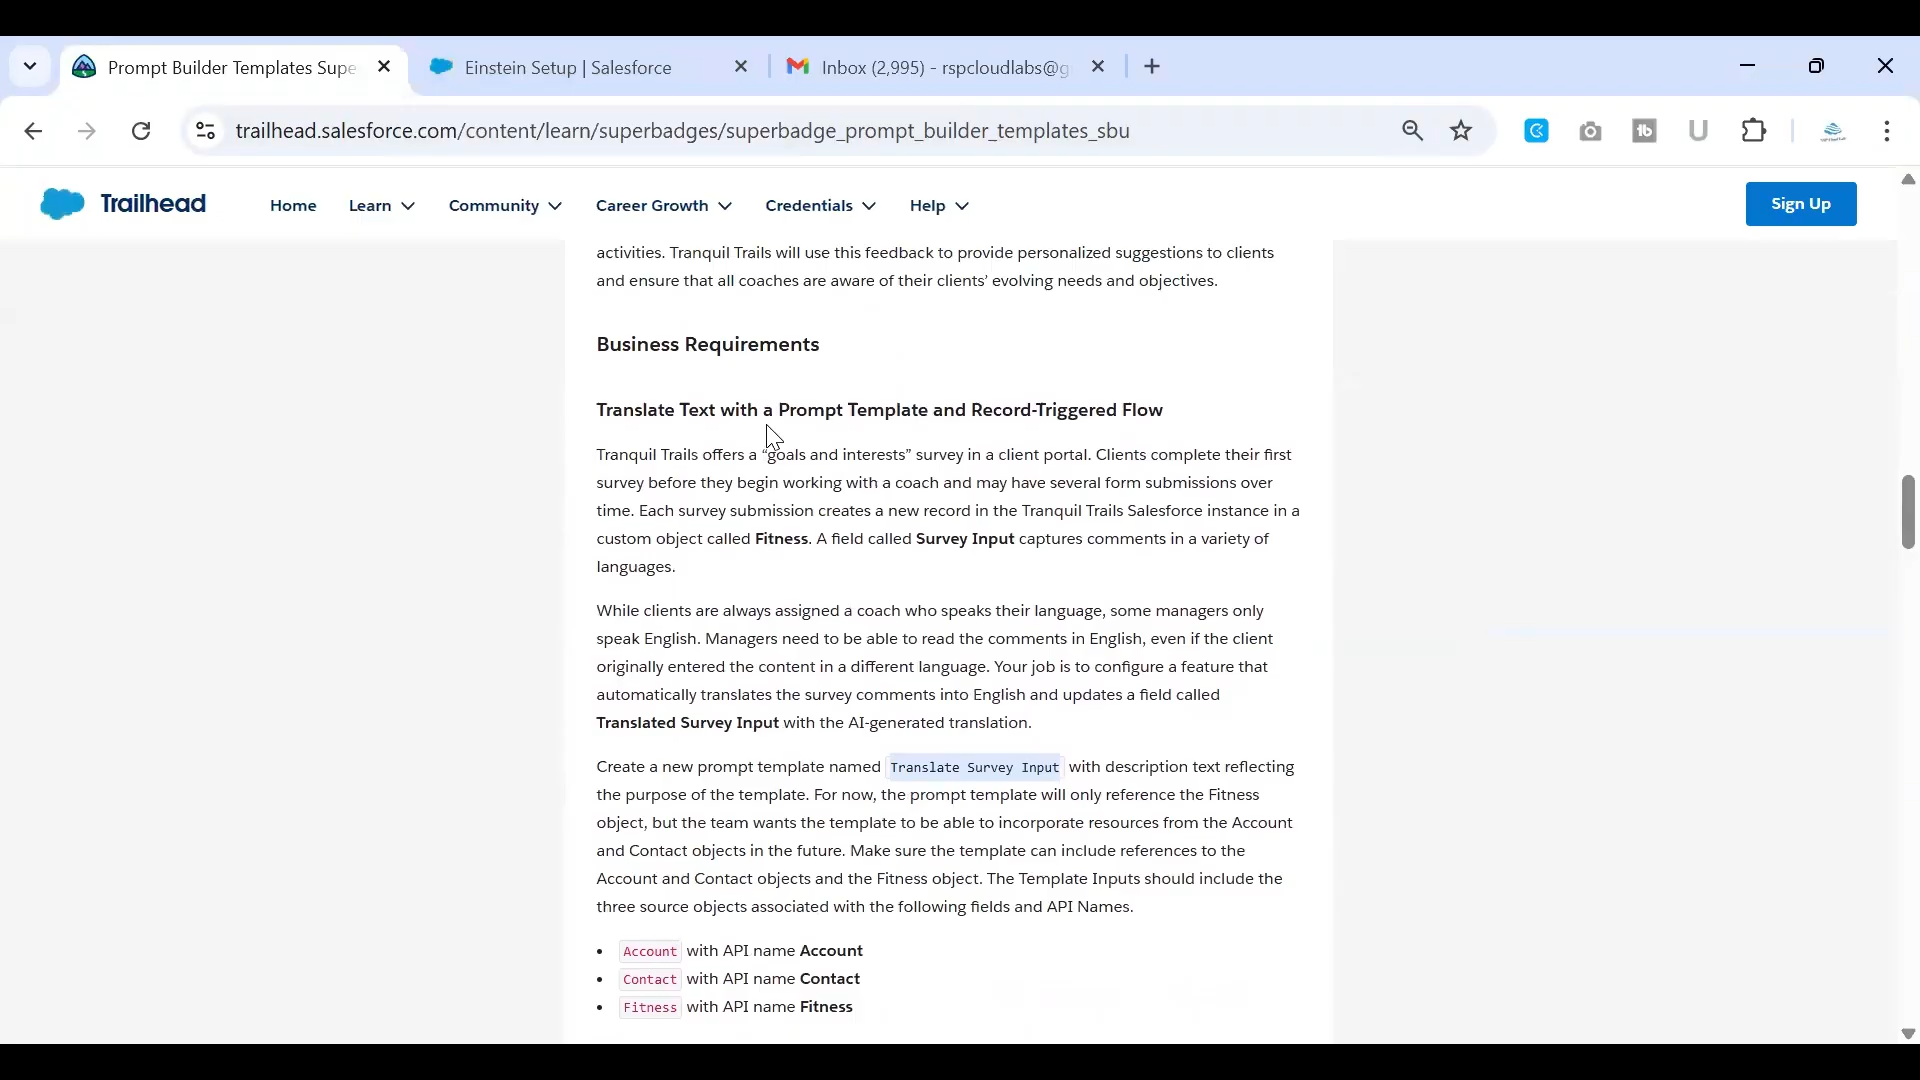 Prompt Builder Templates Supe
Einstein Setup | Salesforce
Inbox (2,995) - rspcloudlabs@g
trailhead.salesforce.com/content/learn/superbadges/superbadge_prompt_builder_templates_sbu
Trailhead
Home
Learn
Community
Career Growth
Credentials
Help
Sign Up
activities. Tranquil Trails will use this feedback to provide personalized suggestions to clients
and ensure that all coaches are aware of their clients’ evolving needs and objectives.
Business Requirements
Translate Text with a Prompt Template and Record-Triggered Flow
Tranquil Trails offers a “goals and interests” survey in a client portal. Clients complete their first
survey before they begin working with a coach and may have several form submissions over
time. Each survey submission creates a new record in the Tranquil Trails Salesforce instance in a
custom object called Fitness. A field called Survey Input captures comments in a variety of
languages.
While clients are always assigned a coach who speaks their language, some managers only
speak English. Managers need to be able to read the comments in English, even if the client
originally entered the content in a different language. Your job is to configure a feature that
automatically translates the survey comments into English and updates a field called
Translated Survey Input with the AI-generated translation.
Create a new prompt template named Translate Survey Input with description text reflecting
the purpose of the template. For now, the prompt template will only reference the Fitness
object, but the team wants the template to be able to incorporate resources from the Account
and Contact objects in the future. Make sure the template can include references to the
Account and Contact objects and the Fitness object. The Template Inputs should include the
three source objects associated with the following fields and API Names.
• Account with API name Account
• Contact with API name Contact
• Fitness with API name Fitness